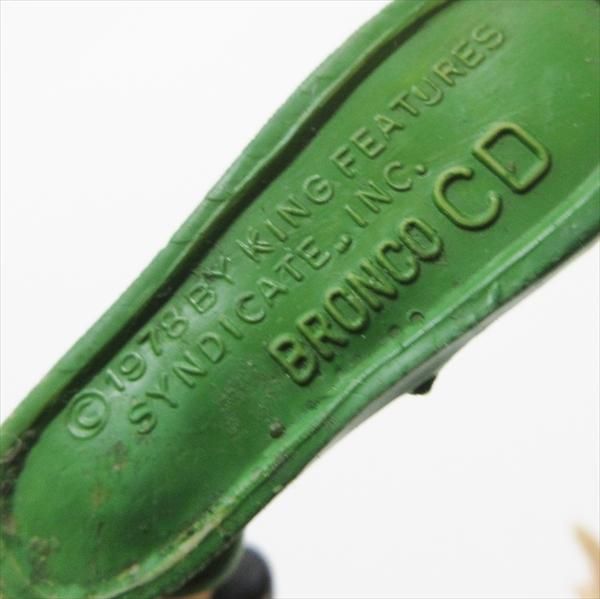 © 1978 BY KING FEATURES
SYNDICATE, INC.
BRONCO CD